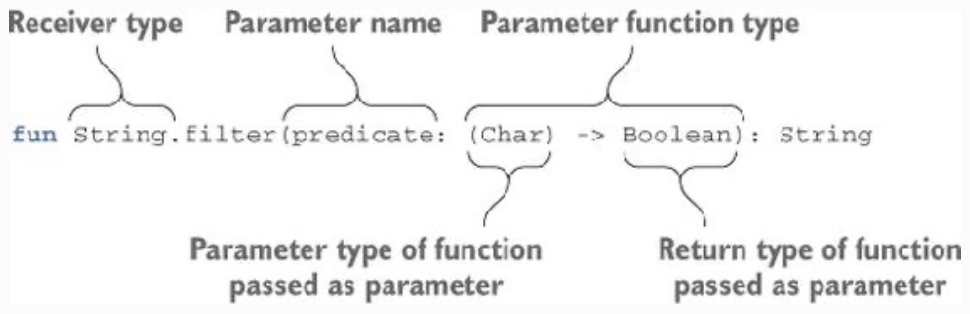 Receiver type Parameter name Parameter function type
fun String.filter(predicate: (Char) -> Boolean): String
Parameter type of function Return type of function
passed as parameter passed as parameter